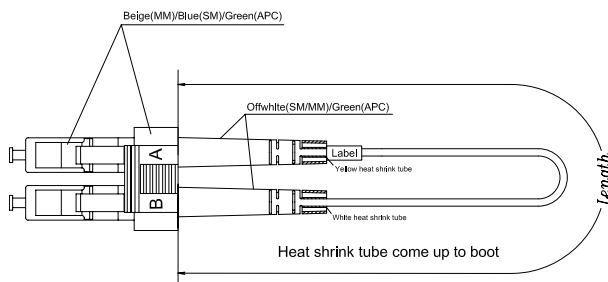 Beige(MM)/Blue(SM)/Green(APC)
Offwhite(SM/MM)/Green(APC)
A
Label
Yellow heat shrink tube
Length
B
White heat shrink tube
Heat shrink tube come up to boot